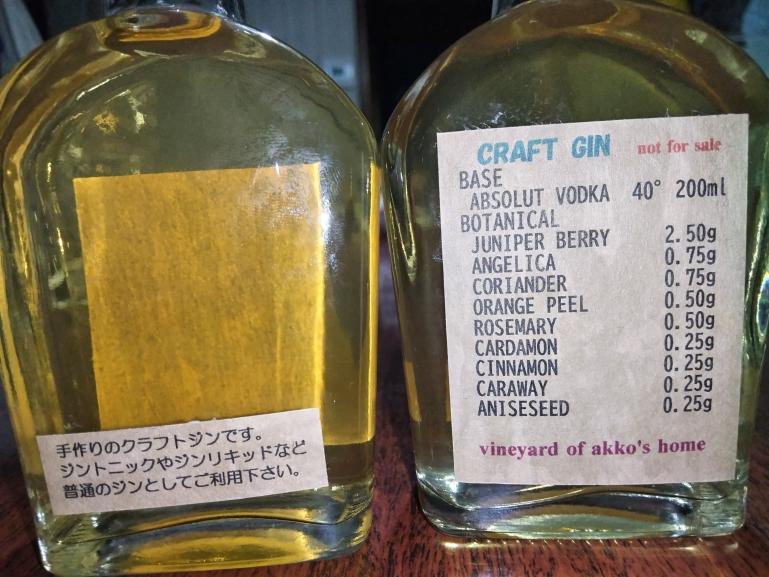 手作りのクラフトジンです。
ジントニックやジンリキッドなど
普通のジンとしてご利用下さい。
CRAFT GIN not for sale
BASE
ABSOLUT VODKA 40° 200ml
BOTANICAL
JUNIPER BERRY 2.50g
ANGELICA 0.75g
CORIANDER 0.75g
ORANGE PEEL 0.50g
ROSEMARY 0.50g
CARDAMON 0.25g
CINNAMON 0.25g
CARAWAY 0.25g
ANISESEED 0.25g
vineyard of akko's home